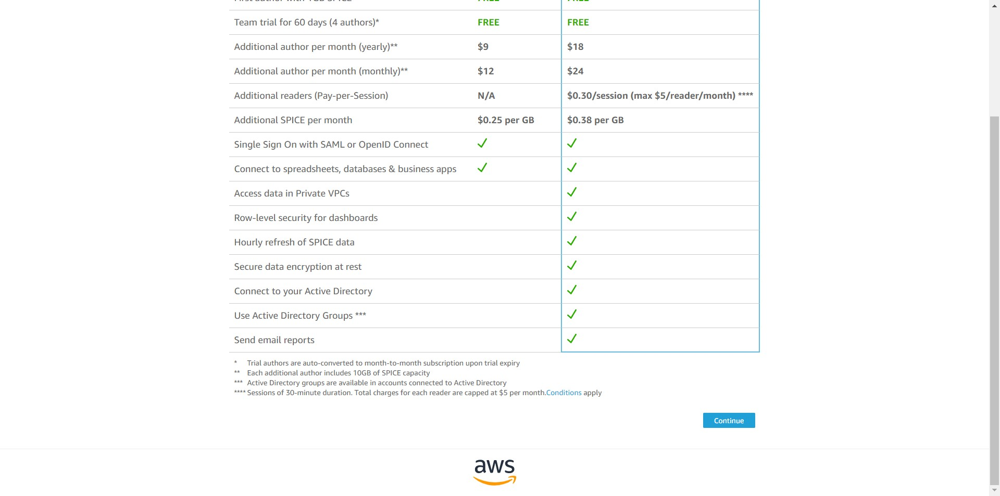 First author with 1GB SPICE FREE FREE
Team trial for 60 days (4 authors)* FREE FREE
Additional author per month (yearly)** $9 $18
Additional author per month (monthly)** $12 $24
Additional readers (Pay-per-Session) N/A $0.30/session (max $5/reader/month) ****
Additional SPICE per month $0.25 per GB $0.38 per GB
Single Sign On with SAML or OpenID Connect
Connect to spreadsheets, databases & business apps
Access data in Private VPCs
Row-level security for dashboards
Hourly refresh of SPICE data
Secure data encryption at rest
Connect to your Active Directory
Use Active Directory Groups ***
Send email reports
* Trial authors are auto-converted to month-to-month subscription upon trial expiry
** Each additional author includes 10GB of SPICE capacity
*** Active Directory groups are available in accounts connected to Active Directory
**** Sessions of 30-minute duration. Total charges for each reader are capped at $5 per month.Conditions apply
Continue
aws